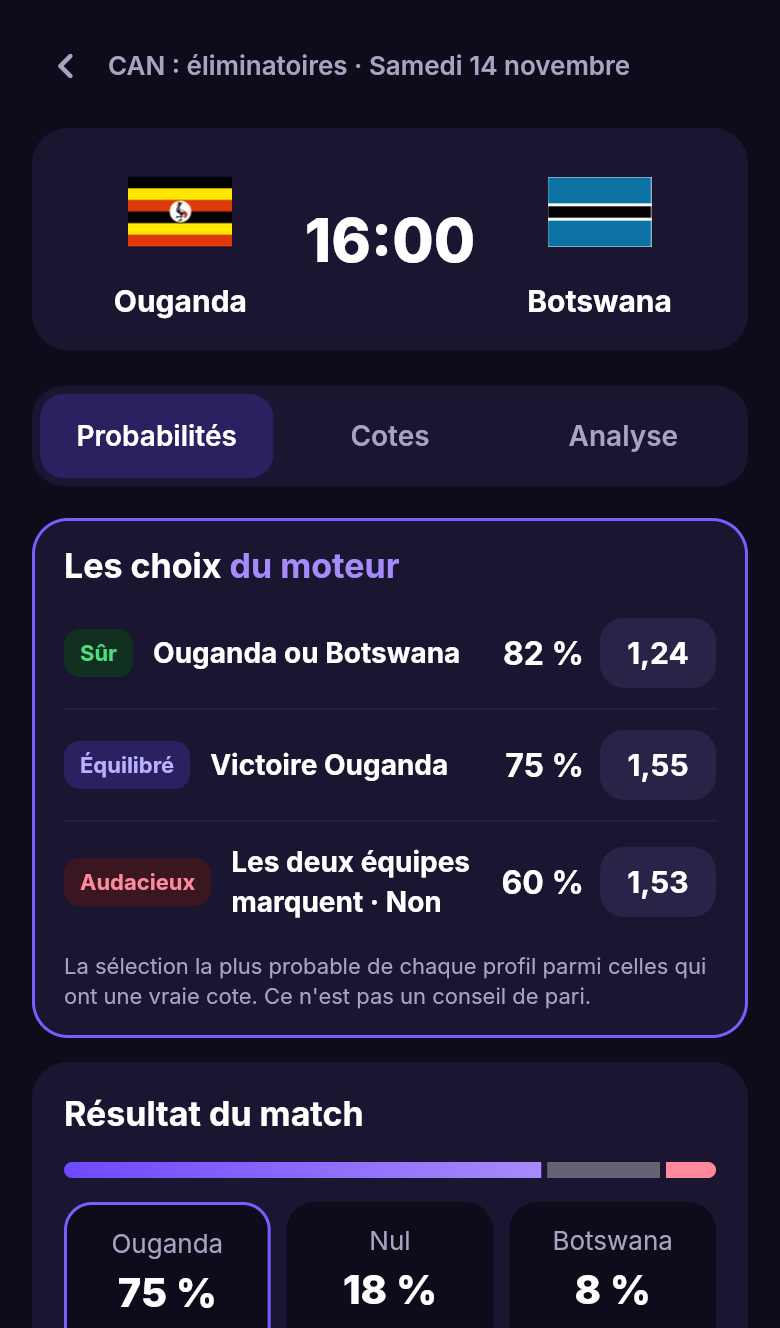 CAN : éliminatoires · Samedi 14 novembre
16:00
Ouganda
Botswana
Probabilités
Cotes
Analyse
Les choix du moteur
Sûr
Ouganda ou Botswana
82 %
1,24
Équilibré
Victoire Ouganda
75 %
1,55
Audacieux
Les deux équipes
marquent · Non
60 %
1,53
La sélection la plus probable de chaque profil parmi celles qui
ont une vraie cote. Ce n'est pas un conseil de pari.
Résultat du match
Ouganda
75 %
Nul
18 %
Botswana
8 %